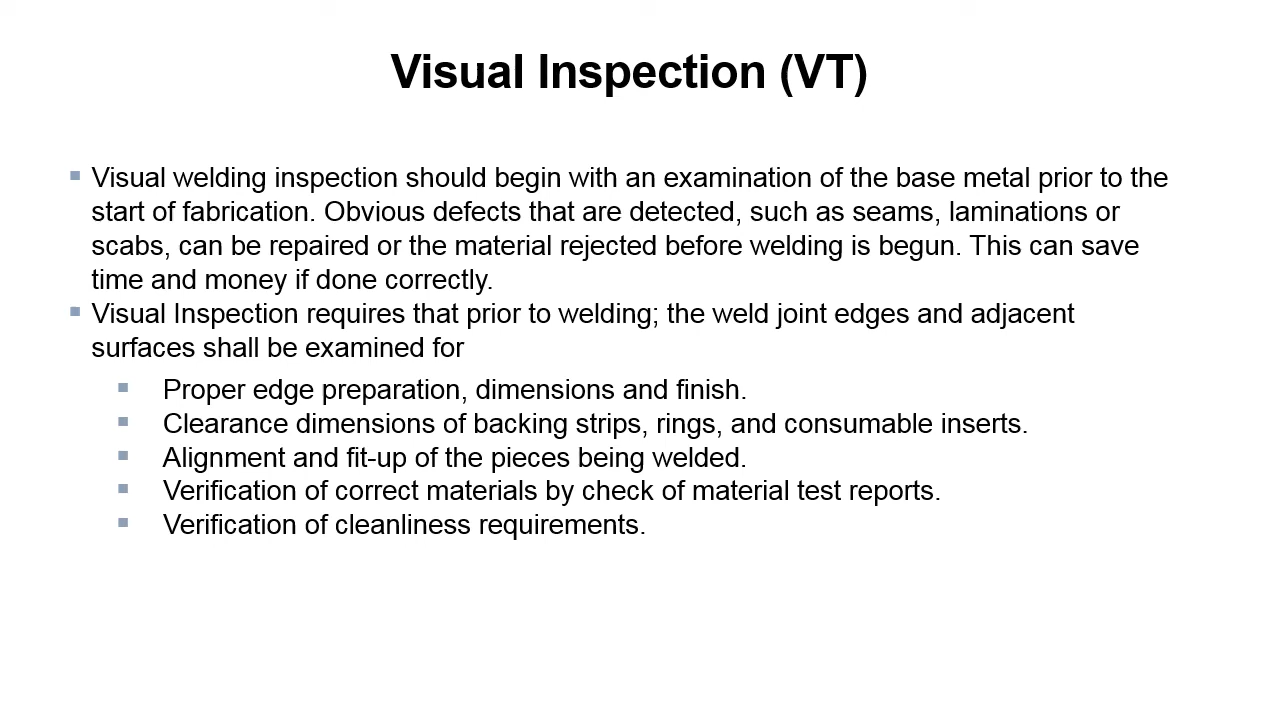 Visual Inspection (VT)
▪ Visual welding inspection should begin with an examination of the base metal prior to the
start of fabrication. Obvious defects that are detected, such as seams, laminations or
scabs, can be repaired or the material rejected before welding is begun. This can save
time and money if done correctly.
▪ Visual Inspection requires that prior to welding; the weld joint edges and adjacent
surfaces shall be examined for
▪ Proper edge preparation, dimensions and finish.
▪ Clearance dimensions of backing strips, rings, and consumable inserts.
▪ Alignment and fit-up of the pieces being welded.
▪ Verification of correct materials by check of material test reports.
▪ Verification of cleanliness requirements.